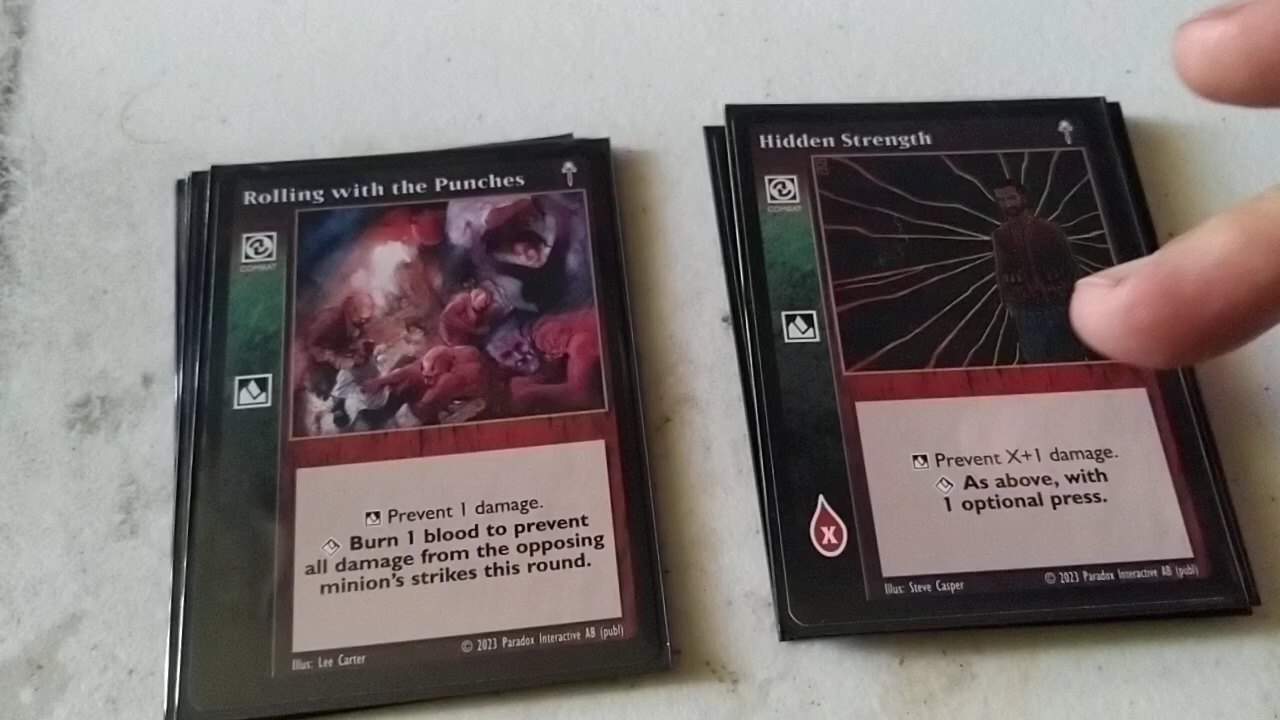 Rolling with the Punches
COMBAT
Prevent 1 damage.
Burn 1 blood to prevent
all damage from the opposing
minion's strikes this round.
Illus: Lee Carter
© 2023 Paradox Interactive AB (publ)
Hidden Strength
COMBAT
Prevent X+1 damage.
As above, with
1 optional press.
X
Illus: Steve Casper
© 2023 Paradox Interactive AB (publ)